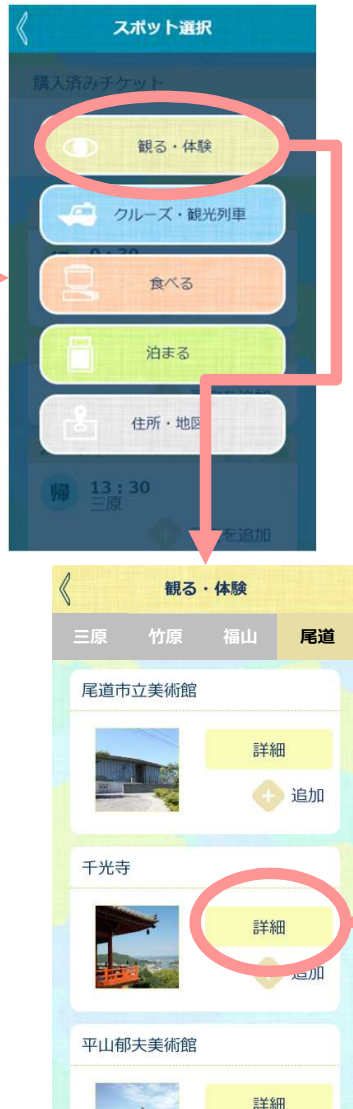 スポット選択
購入済みチケット
観る・体験
クルーズ・観光列車
食べる
泊まる
住所・地図
帰 13:30
三原
を追加
観る・体験
三原 竹原 福山 尾道
尾道市立美術館
詳細
追加
千光寺
詳細
追加
平山郁夫美術館
詳細